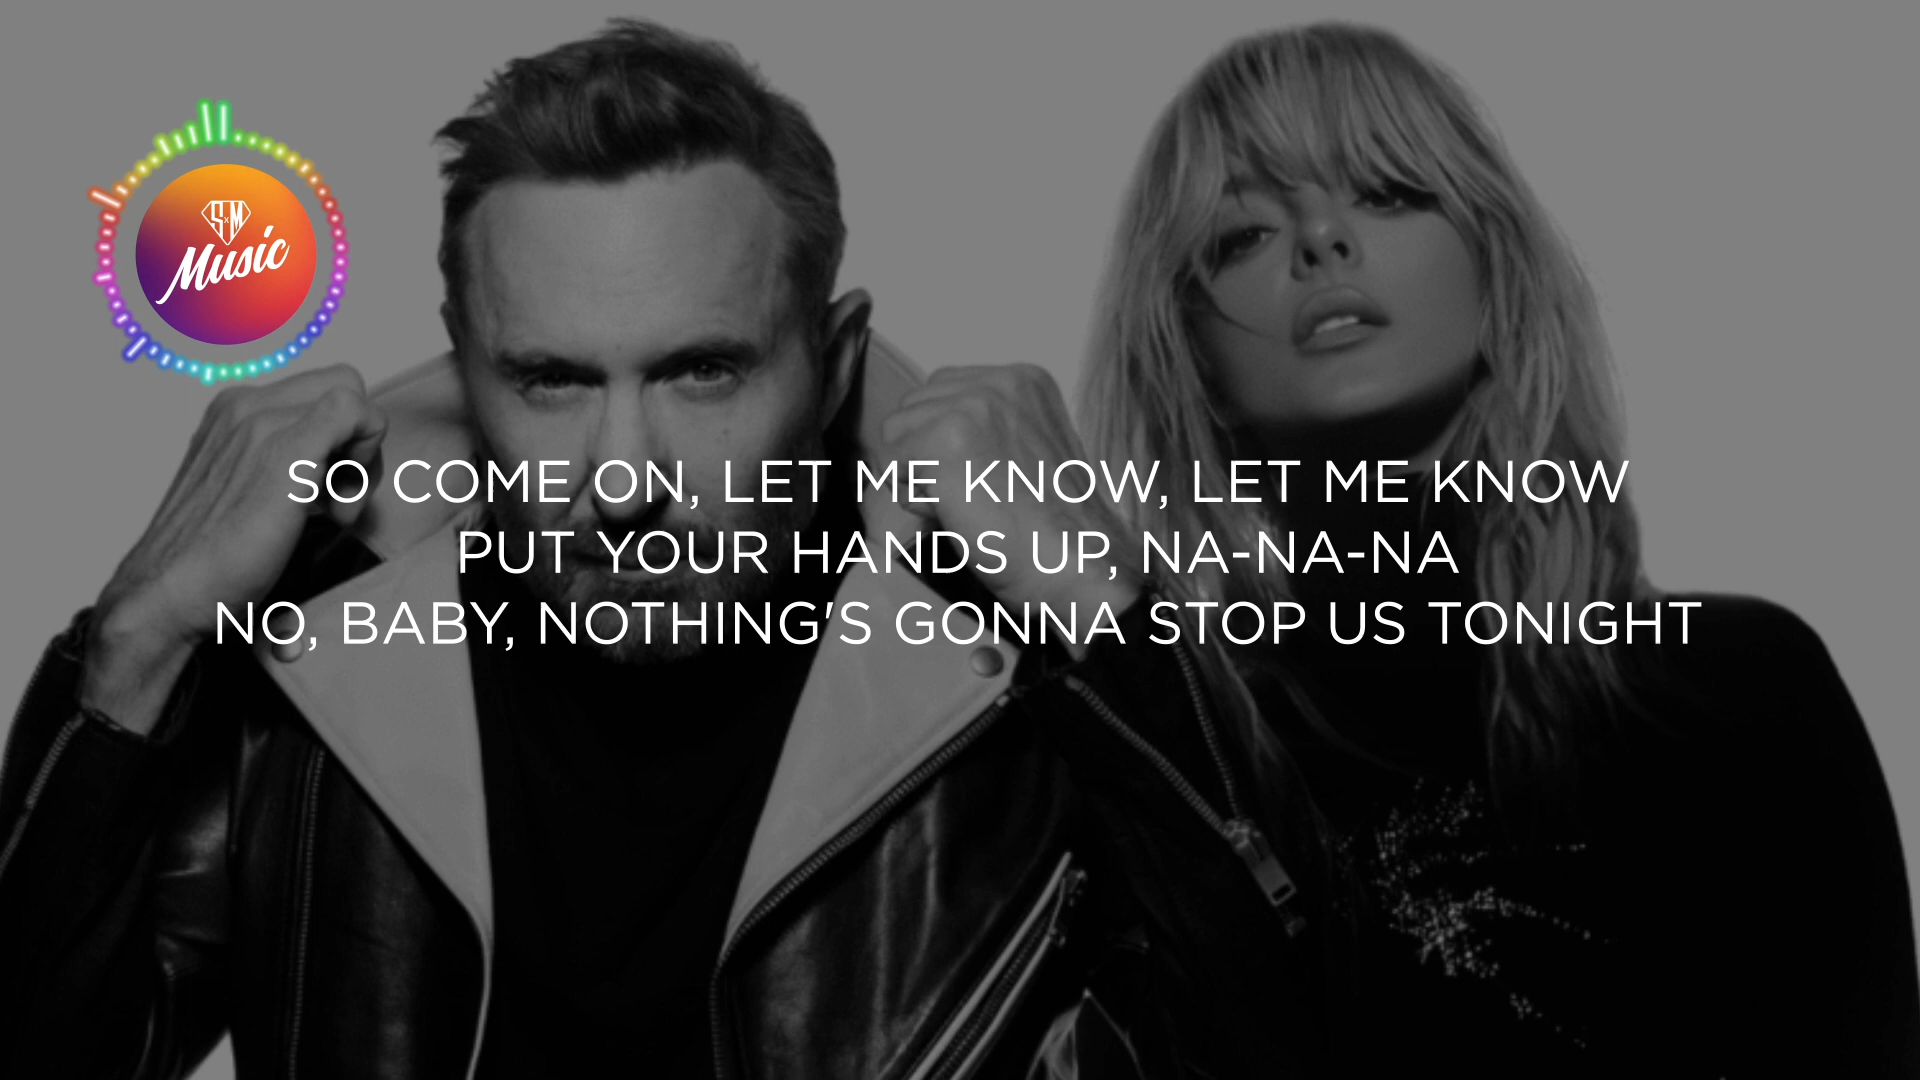 SxM
Music
SO COME ON, LET ME KNOW, LET ME KNOW
PUT YOUR HANDS UP, NA-NA-NA
NO, BABY, NOTHING'S GONNA STOP US TONIGHT